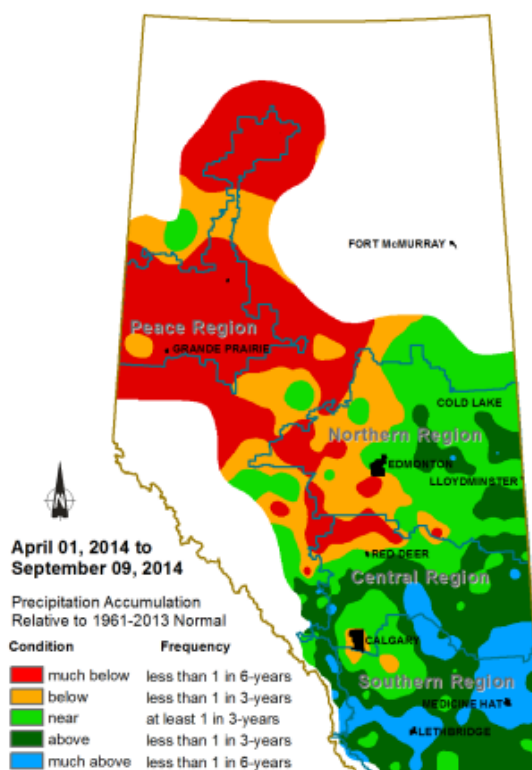 FORT McMURRAY
Peace Region
GRANDE PRAIRIE
COLD LAKE
Northern Region
EDMONTON
LLOYDMINSTER
N
April 01, 2014 to
September 09, 2014
RED DEER
Central Region
Precipitation Accumulation
Relative to 1961-2013 Normal
CALGARY
Condition Frequency
much below less than 1 in 6-years
Southern Region
below less than 1 in 3-years
MEDICINE HAT
near at least 1 in 3-years
LETHBRIDGE
above less than 1 in 3-years
much above less than 1 in 6-years